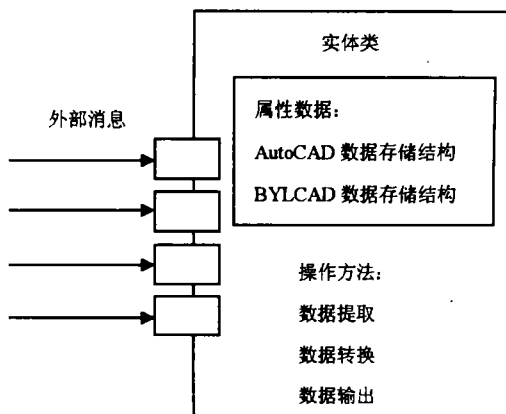 实体类
外部消息
属性数据：
AutoCAD 数据存储结构
BYLCAD 数据存储结构
操作方法：
数据提取
数据转换
数据输出